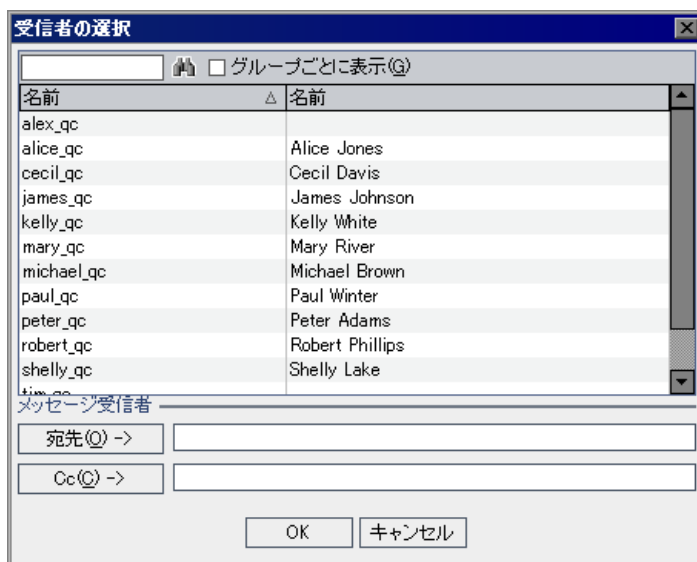 受信者の選択
グループごとに表示(G)
名前 名前
alex_qc
alice_qc Alice Jones
cecil_qc Cecil Davis
james_qc James Johnson
kelly_qc Kelly White
mary_qc Mary River
michael_qc Michael Brown
paul_qc Paul Winter
peter_qc Peter Adams
robert_qc Robert Phillips
shelly_qc Shelly Lake
tim_qc
メッセージ受信者
宛先(O) ->
Cc(C) ->
OK キャンセル